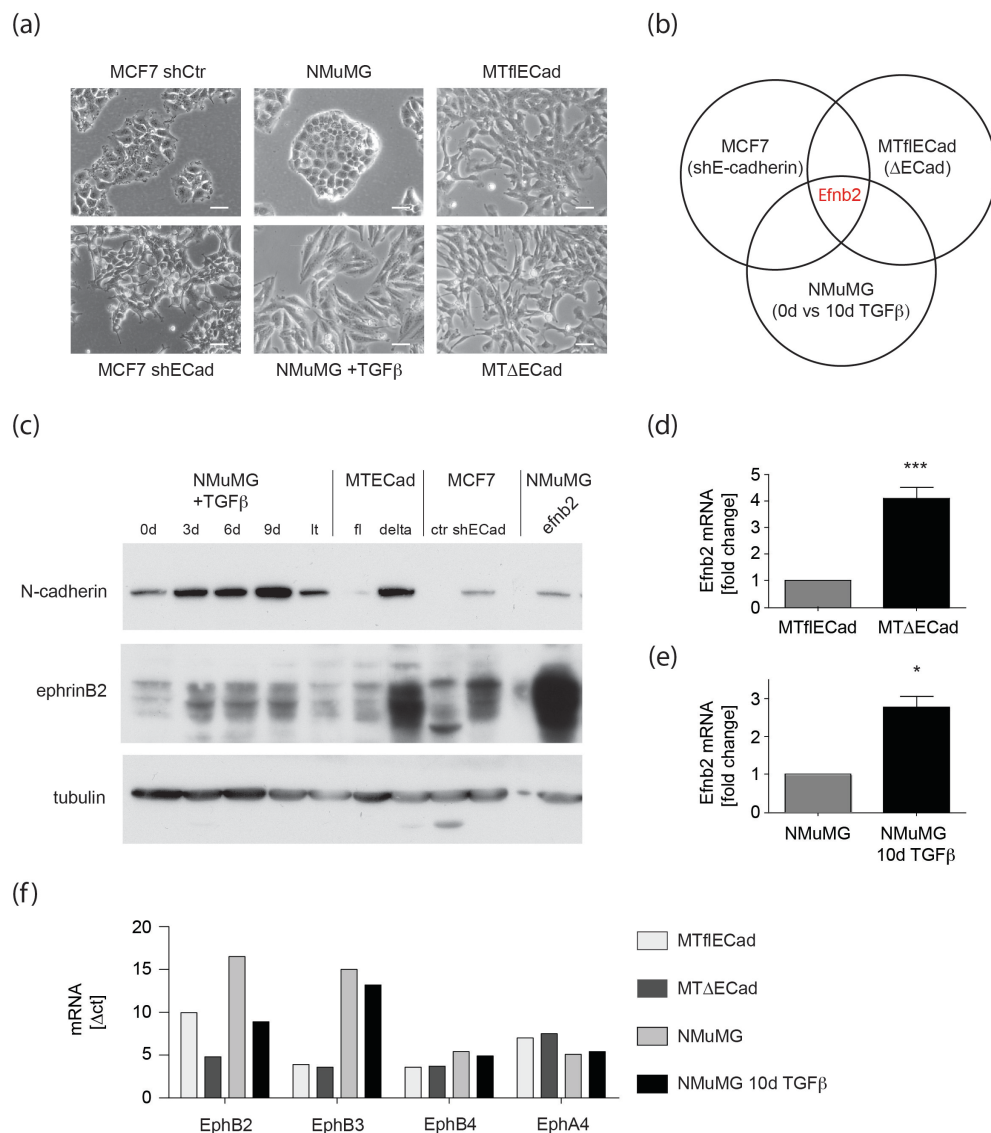 (a)
MCF7 shCtr
NMuMG
MTflECad
MCF7 shECad
NMuMG +TGFβ
MTΔECad
(b)
MCF7
(shE-cadherin)
MTflECad
(ΔECad)
Efnb2
NMuMG
(0d vs 10d TGFβ)
(c)
NMuMG
+TGFβ
MTECad
MCF7
NMuMG
0d 3d 6d 9d lt fl delta ctr shECad efnb2
N-cadherin
ephrinB2
tubulin
(d)
Efnb2 mRNA
[fold change]
5
4
3
2
1
0
***
MTflECad
MTΔECad
(e)
Efnb2 mRNA
[fold change]
3
2
1
0
*
NMuMG
NMuMG
10d TGFβ
(f)
mRNA
[Δct]
20
15
10
5
0
EphB2
EphB3
EphB4
EphA4
MTflECad
MTΔECad
NMuMG
NMuMG 10d TGFβ